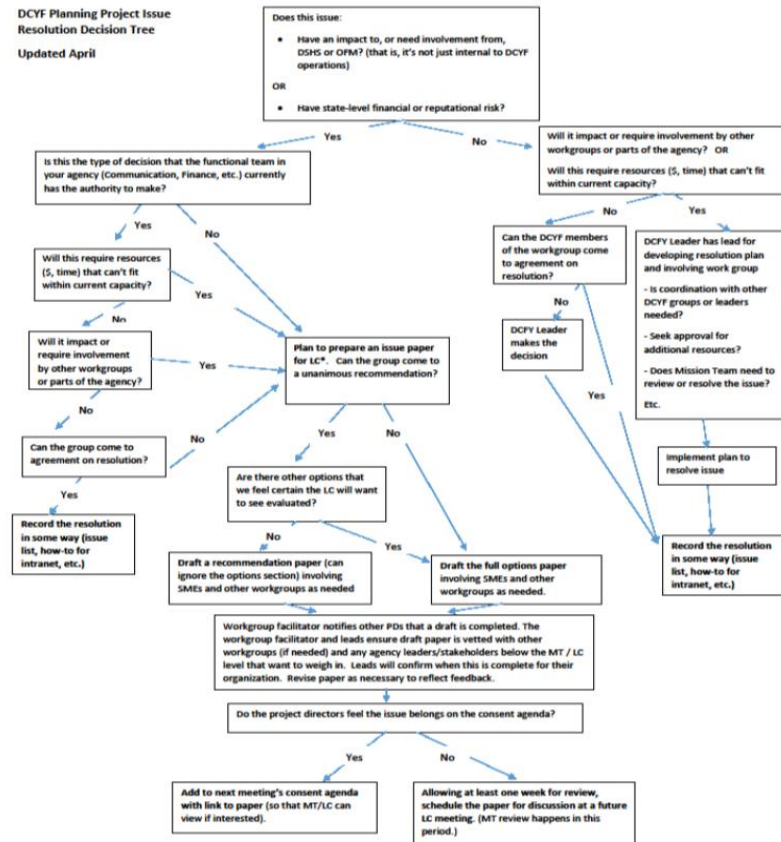 DCYF Planning Project Issue
Resolution Decision Tree
Updated April
Does this issue:
• Have an impact to, or need involvement from,
DSHS or OFM? (that is, it's not just internal to DCYF
operations)
OR
• Have state-level financial or reputational risk?
Yes
No
Is this the type of decision that the functional team in
your agency (Communication, Finance, etc.) currently
has the authority to make?
Will it impact or require involvement by other
workgroups or parts of the agency? OR
Will this require resources ($, time) that can't fit
within current capacity?
Yes
No
No
Yes
Will this require resources
($, time) that can't fit
within current capacity?
Can the DCYF members
of the workgroup come
to agreement on
resolution?
DCFY Leader has lead for
developing resolution plan
and involving work group
- Is coordination with other
DCYF groups or leaders
needed?
- Seek approval for
additional resources?
- Does Mission Team need to
review or resolve the issue?
Etc.
Yes
No
No
Will it impact or
require involvement
by other workgroups
or parts of the agency?
Yes
Plan to prepare an issue paper
for LC*. Can the group come to
a unanimous recommendation?
DCFY Leader
makes the
decision
Yes
No
No
Can the group come to
agreement on resolution?
Yes
No
Implement plan to
resolve issue
Yes
Are there other options that
we feel certain the LC will want
to see evaluated?
Record the resolution
in some way (issue
list, how-to for
intranet, etc.)
No
Yes
Record the resolution
in some way (issue
list, how-to for
intranet, etc.)
Draft a recommendation paper (can
ignore the options section) involving
SMEs and other workgroups as needed
Draft the full options paper
involving SMEs and other
workgroups as needed.
Workgroup facilitator notifies other PDs that a draft is completed. The
workgroup facilitator and leads ensure draft paper is vetted with other
workgroups (if needed) and any agency leaders/stakeholders below the MT / LC
level that want to weigh in. Leads will confirm when this is complete for their
organization. Revise paper as necessary to reflect feedback.
Do the project directors feel the issue belongs on the consent agenda?
Yes
No
Add to next meeting's consent agenda
with link to paper (so that MT/LC can
view if interested).
Allowing at least one week for review,
schedule the paper for discussion at a future
LC meeting. (MT review happens in this
period.)